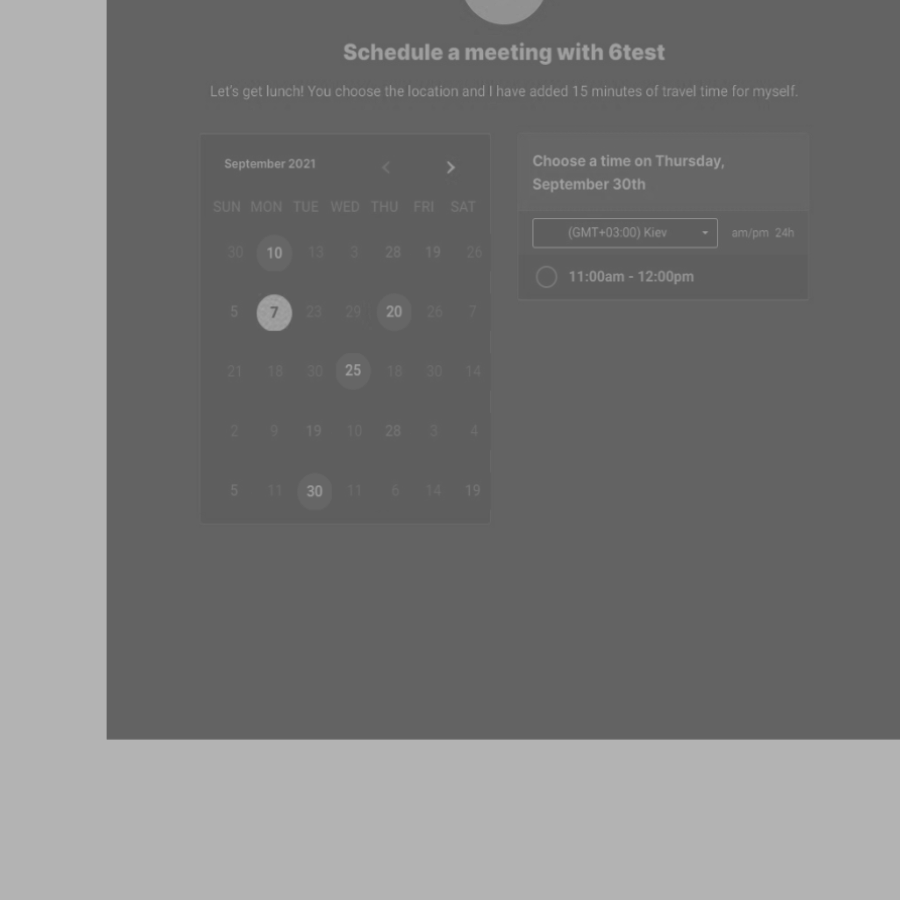 Schedule a meeting with 6test
Let's get lunch! You choose the location and I have added 15 minutes of travel time for myself.
September 2021
SUN MON TUE WED THU FRI SAT
30 10 13 3 28 19 26
5 7 23 29 20 26 7
21 18 30 25 18 30 14
2 9 19 10 28 3 4
5 11 30 11 6 14 19
Choose a time on Thursday,
September 30th
(GMT+03:00) Kiev am/pm 24h
11:00am - 12:00pm